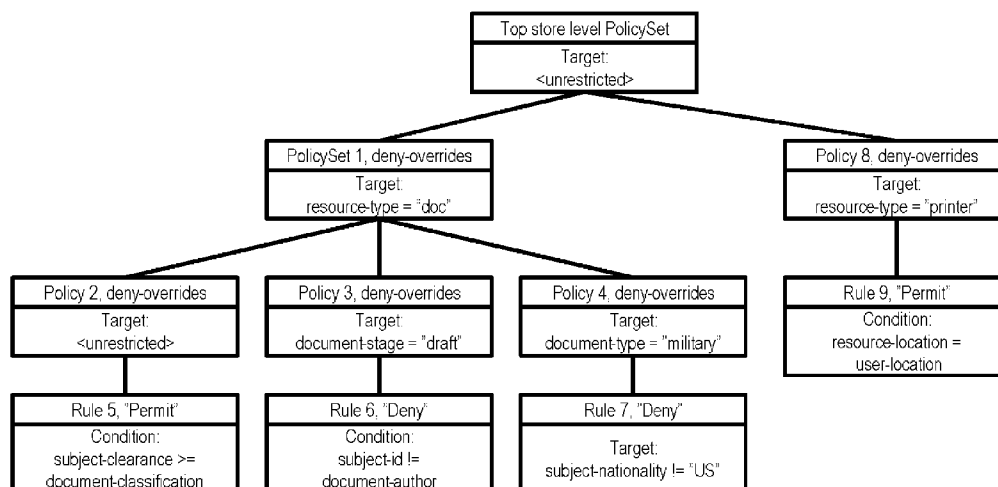 Top store level PolicySet
Target:
<unrestricted>
PolicySet 1, deny-overrides
Target:
resource-type = "doc"
Policy 8, deny-overrides
Target:
resource-type = "printer"
Policy 2, deny-overrides
Target:
<unrestricted>
Policy 3, deny-overrides
Target:
document-stage = "draft"
Policy 4, deny-overrides
Target:
document-type = "military"
Rule 9, "Permit"
Condition:
resource-location =
user-location
Rule 5, "Permit"
Condition:
subject-clearance >=
document-classification
Rule 6, "Deny"
Condition:
subject-id !=
document-author
Rule 7, "Deny"
Target:
subject-nationality != "US"